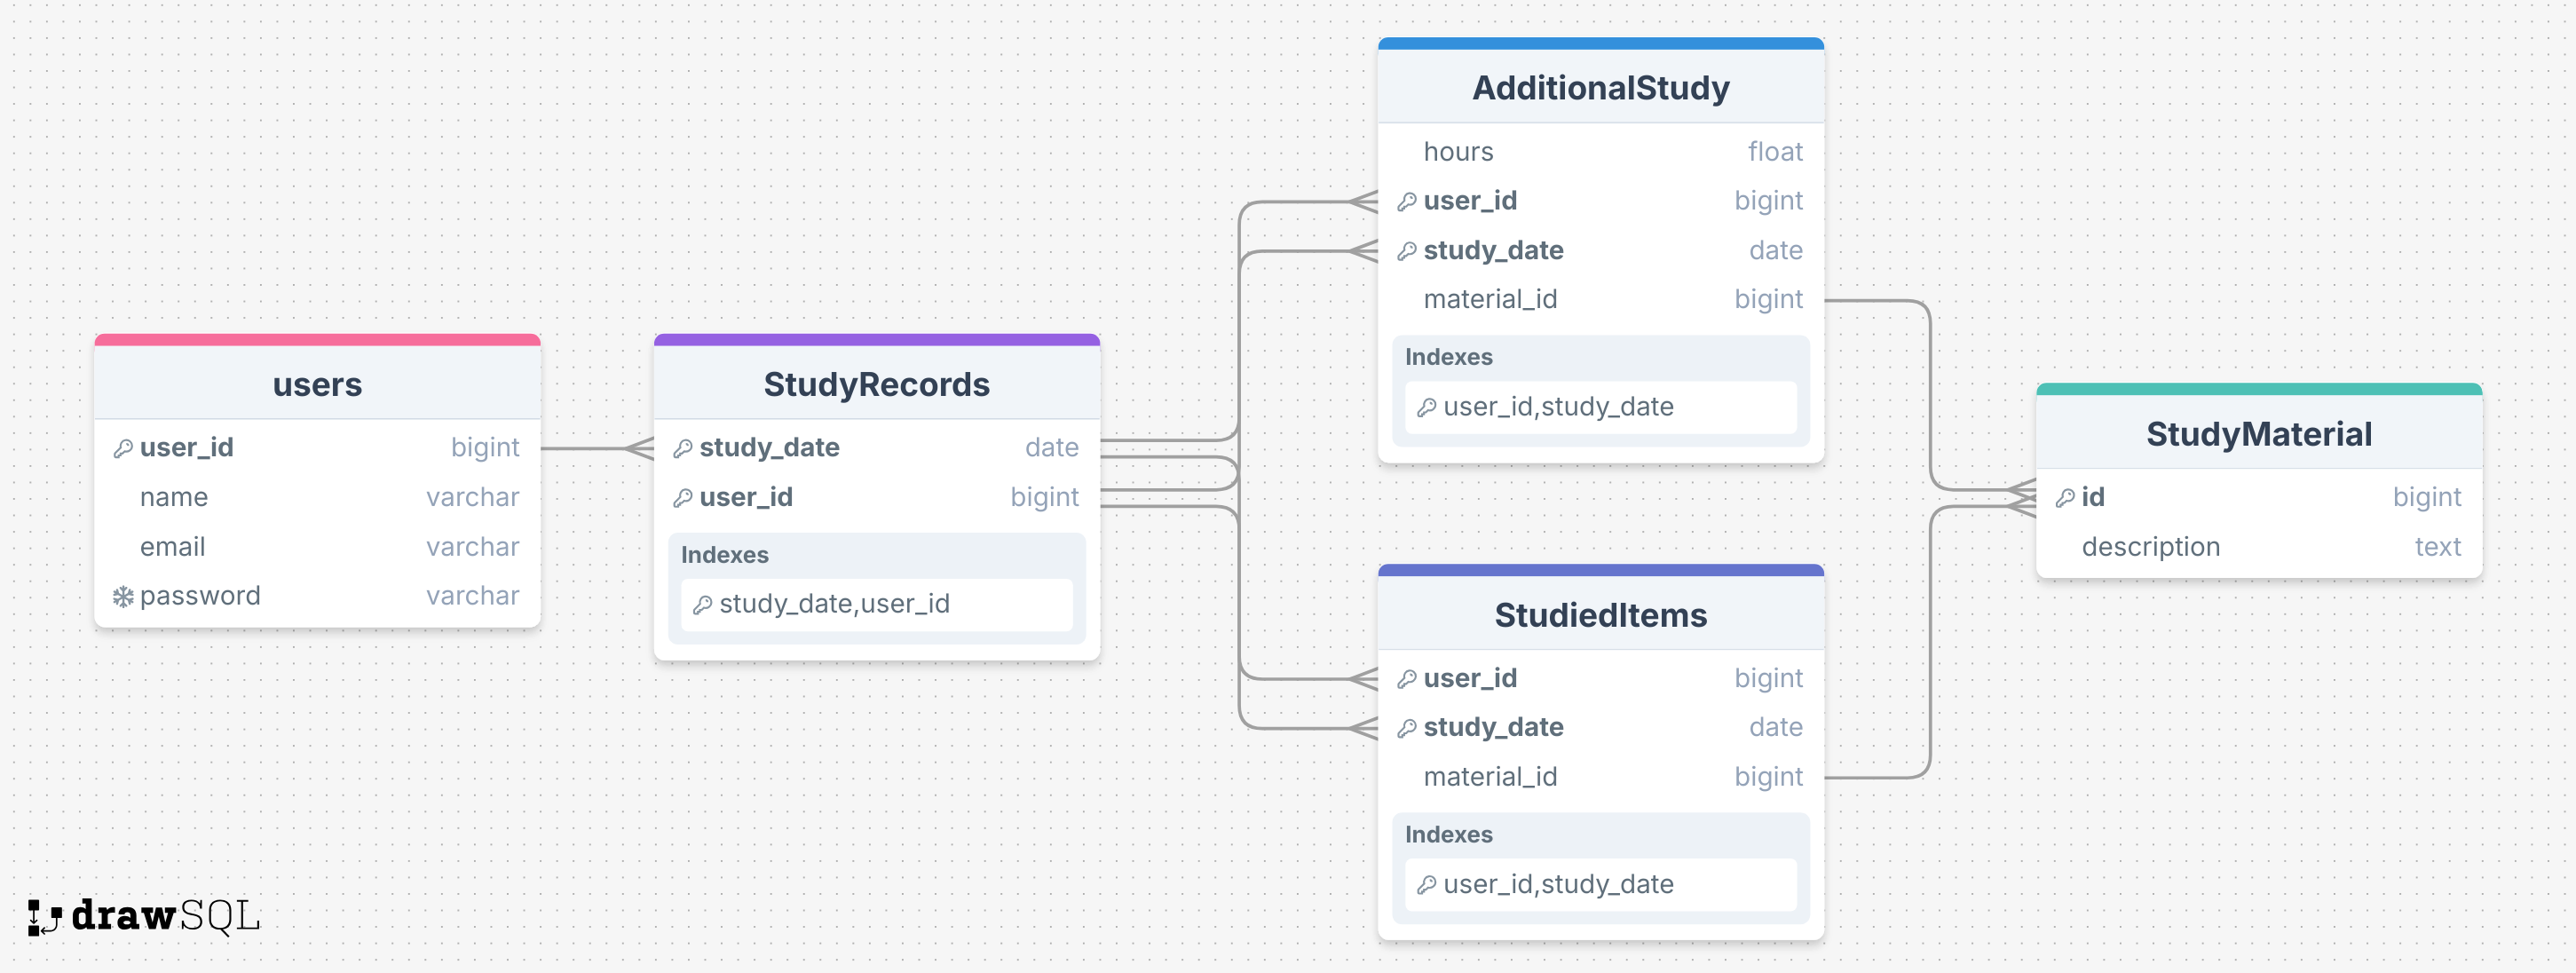 users
user_id bigint
name varchar
email varchar
password varchar
StudyRecords
study_date date
user_id bigint
Indexes
study_date,user_id
AdditionalStudy
hours float
user_id bigint
study_date date
material_id bigint
Indexes
user_id,study_date
StudiedItems
user_id bigint
study_date date
material_id bigint
Indexes
user_id,study_date
StudyMaterial
id bigint
description text
drawSQL